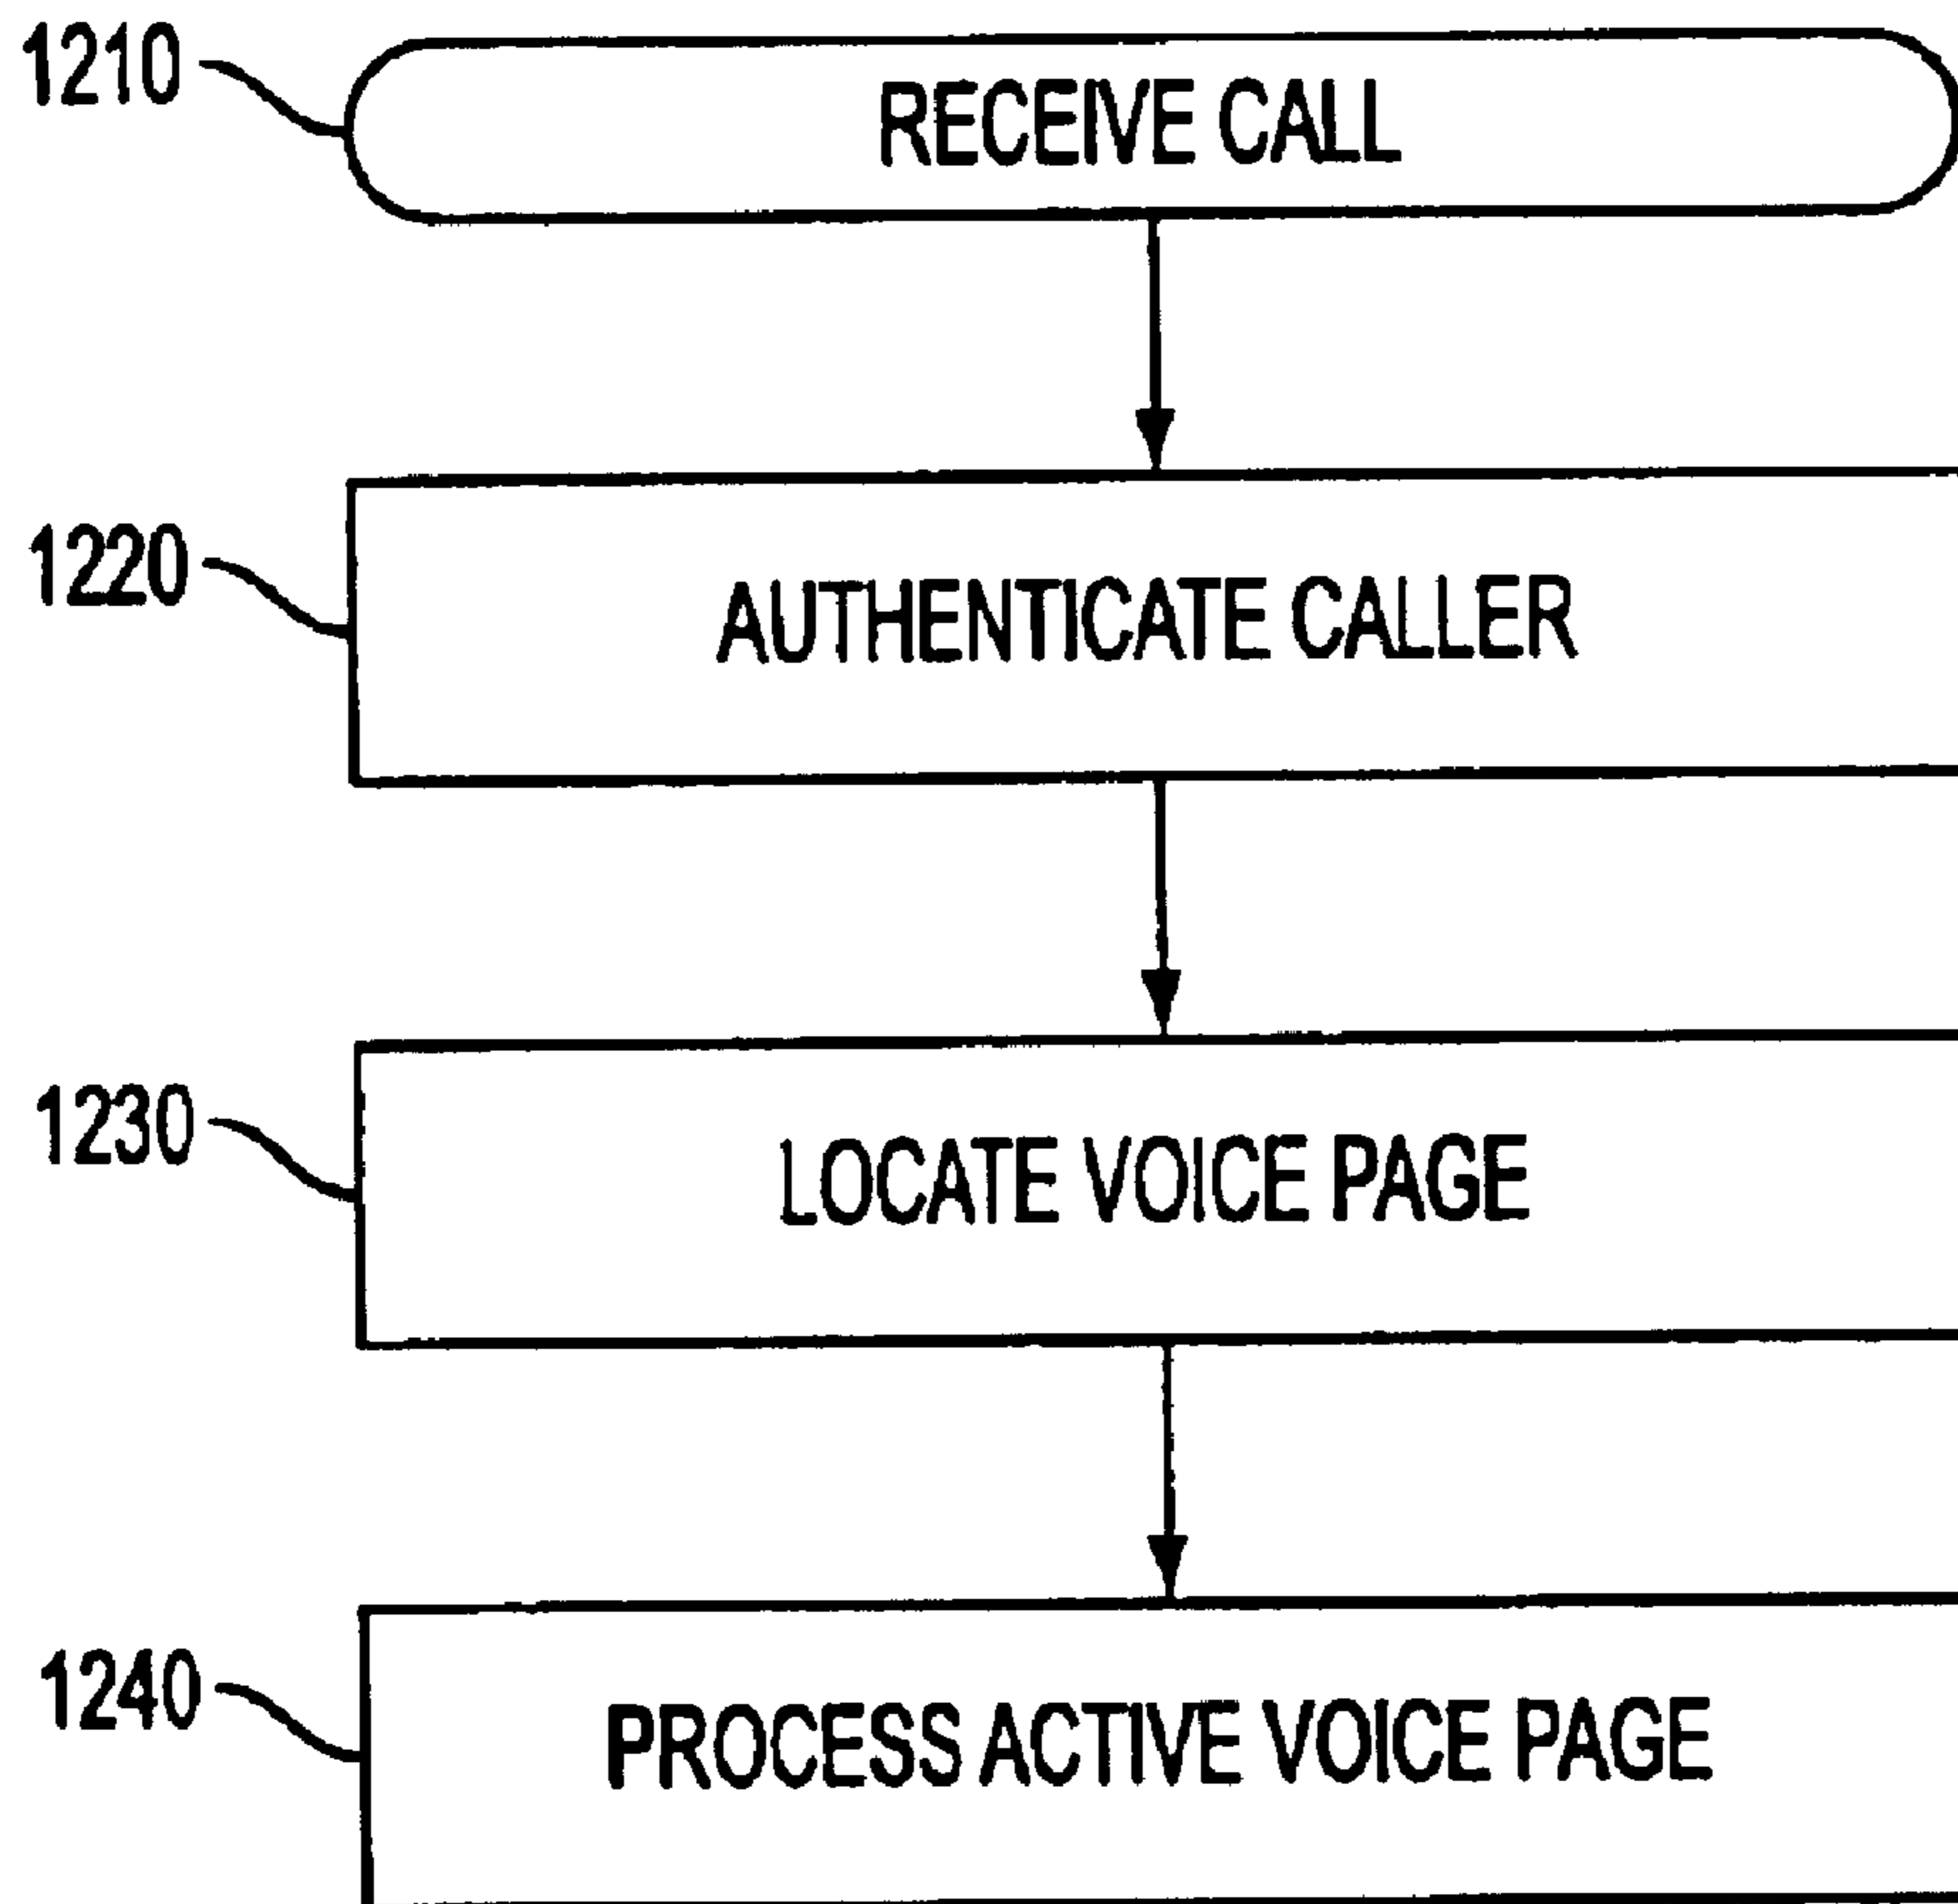 1210
RECEIVE CALL
1220
AUTHENTICATE CALLER
1230
LOCATE VOICE PAGE
1240
PROCESS ACTIVE VOICE PAGE